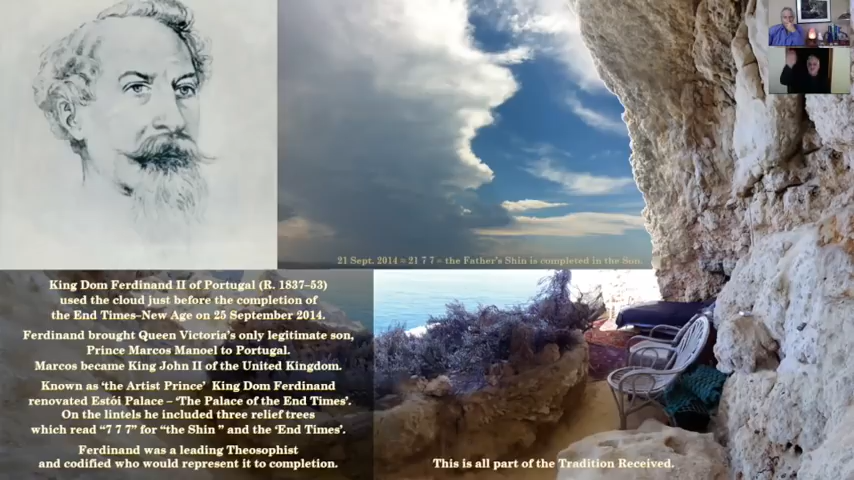 21 Sept. 2014 = 21 7 7 = the Father's Shin is completed in the Son.
King Dom Ferdinand II of Portugal (R. 1837–53)
used the cloud just before the completion of
the End Times–New Age on 25 September 2014.
Ferdinand brought Queen Victoria's only legitimate son,
Prince Marcos Manoel to Portugal.
Marcos became King John II of the United Kingdom.
Known as 'the Artist Prince' King Dom Ferdinand
renovated Estói Palace – 'The Palace of the End Times'.
On the lintels he included three relief trees
which read "7 7 7" for "the Shin" and the 'End Times'.
Ferdinand was a leading Theosophist
and codified who would represent it to completion.
This is all part of the Tradition Received.